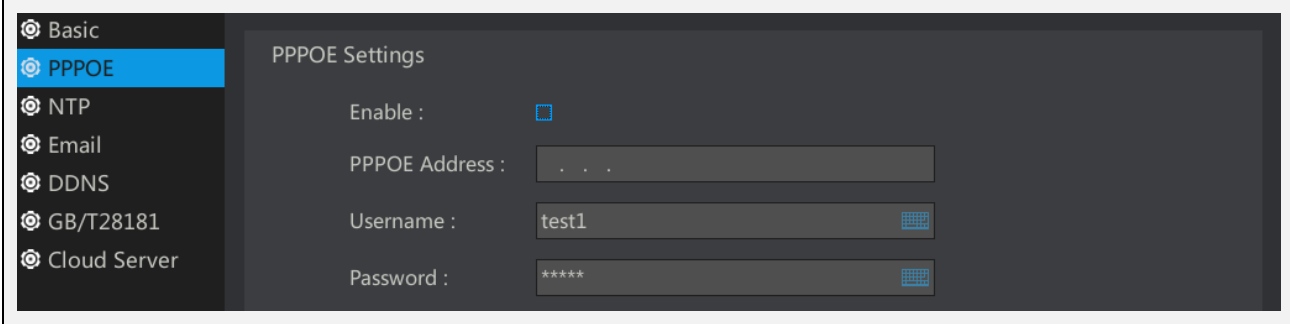 Basic
PPPOE
NTP
Email
DDNS
GB/T28181
Cloud Server
PPPOE Settings
Enable :
PPPOE Address : . . .
Username : test1
Password : *****